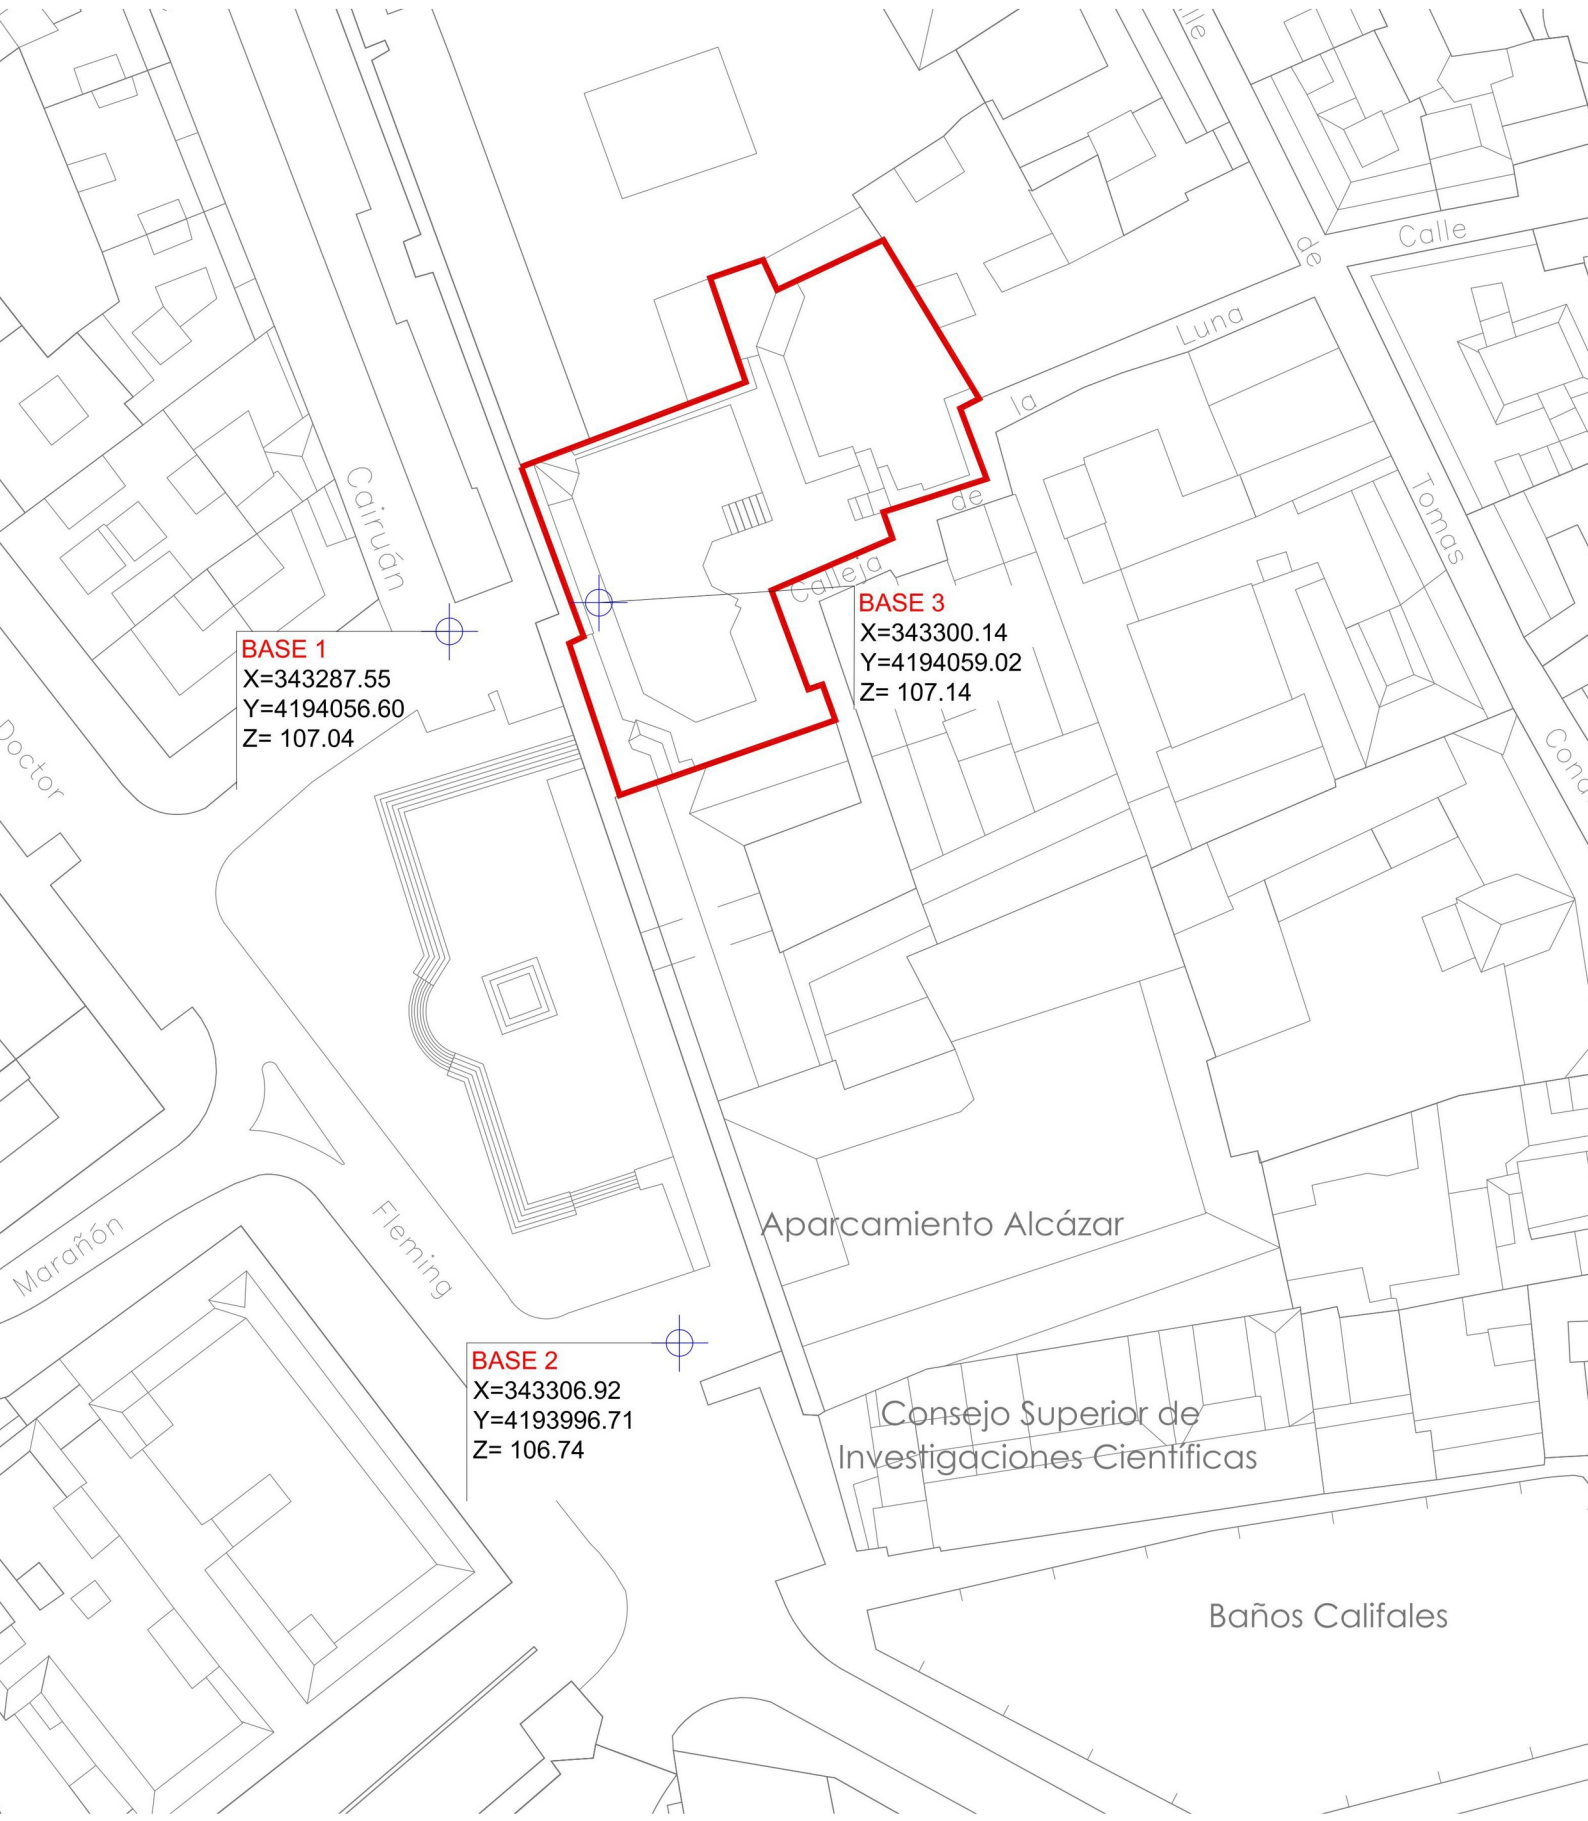 Calle
de
Luna
la
de
Calleja
Tomas
Cairuán
BASE 3
X=343300.14
Y=4194059.02
Z= 107.14
BASE 1
X=343287.55
Y=4194056.60
Z= 107.04
Doctor
Aparcamiento Alcázar
Marañón
Fleming
BASE 2
X=343306.92
Y=4193996.71
Z= 106.74
Consejo Superior de
Investigaciones Científicas
Baños Califales